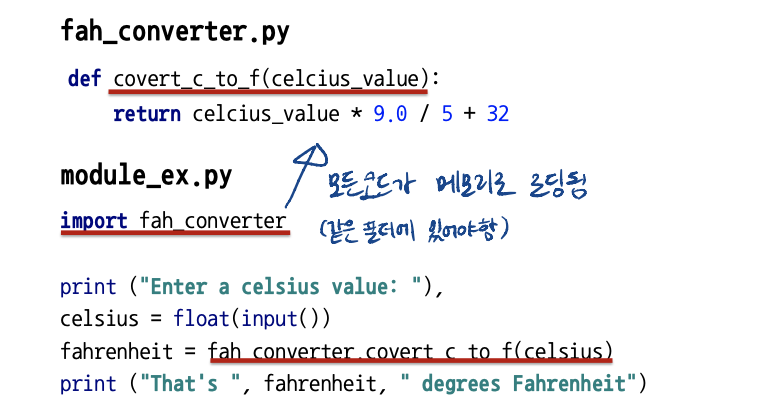 fah_converter.py
def covert_c_to_f(celcius_value):
return celcius_value * 9.0 / 5 + 32
module_ex.py
import fah_converter
모든코드가 메모리로 로딩됨
(같은 폴더에 있어야함)
print ("Enter a celsius value: "),
celsius = float(input())
fahrenheit = fah_converter.covert_c_to_f(celsius)
print ("That's ", fahrenheit, " degrees Fahrenheit")